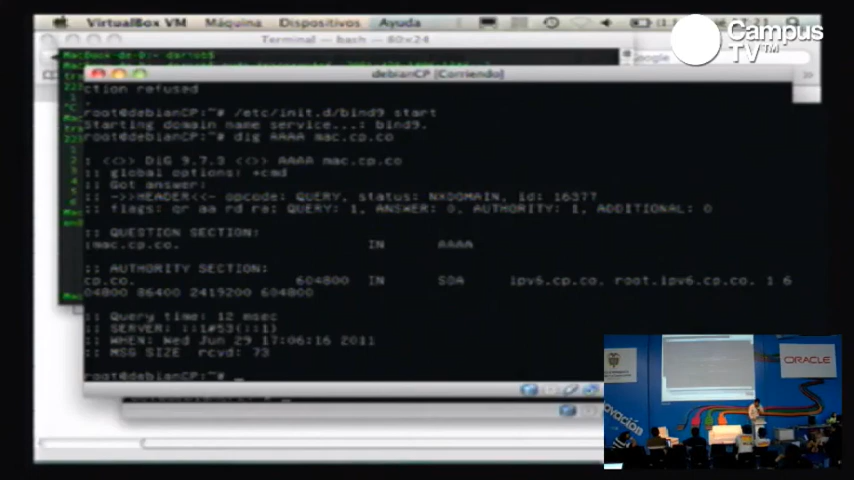 VirtualBox VM Máquina Dispositivos Ayuda
Campus
TV™
Terminal — bash — 80×24
debianCP [Corriendo]
ction refused
root@debianCP:~# /etc/init.d/bind9 start
Starting domain name service...: bind9.
root@debianCP:~# dig AAAA mac.cp.co
; <<>> DiG 9.7.3 <<>> AAAA mac.cp.co
;; global options: +cmd
;; Got answer:
;; ->>HEADER<<- opcode: QUERY, status: NXDOMAIN, id: 16377
;; flags: qr aa rd ra; QUERY: 1, ANSWER: 0, AUTHORITY: 1, ADDITIONAL: 0
;; QUESTION SECTION:
;mac.cp.co. IN AAAA
;; AUTHORITY SECTION:
cp.co. 604800 IN SOA ipv6.cp.co. root.ipv6.cp.co. 1 6
04800 86400 2419200 604800
;; Query time: 12 msec
;; SERVER: ::1#53(::1)
;; WHEN: Wed Jun 29 17:06:16 2011
;; MSG SIZE rcvd: 73
root@debianCP:~# _
ORACLE
ovación